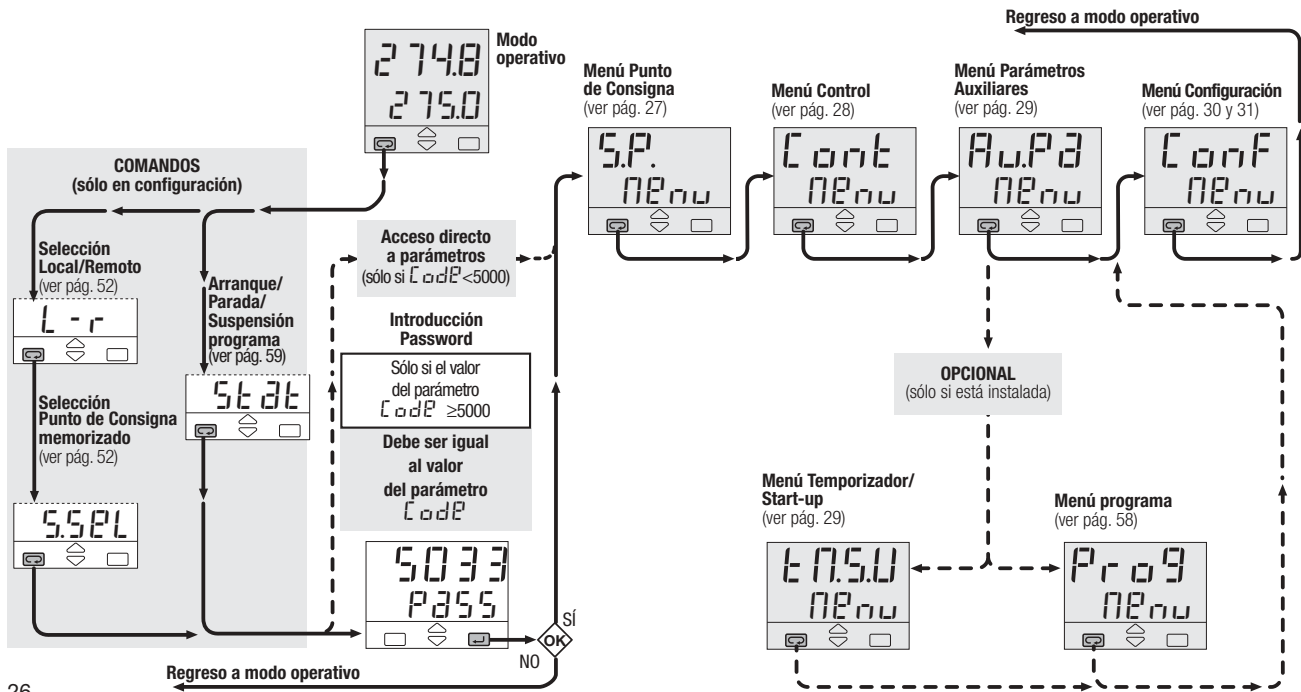 Regreso a modo operativo
274.8
275.0
Modo
operativo
Menú Punto
de Consigna
(ver pág. 27)
S.P.
MEnu
Menú Control
(ver pág. 28)
Cont
MEnu
Menú Parámetros
Auxiliares
(ver pág. 29)
Au.Pa
MEnu
Menú Configuración
(ver pág. 30 y 31)
ConF
MEnu
COMANDOS
(sólo en configuración)
Selección
Local/Remoto
(ver pág. 52)
L-r
Selección
Punto de Consigna
memorizado
(ver pág. 52)
S.SEL
Arranque/
Parada/
Suspensión
programa
(ver pág. 59)
Stat
Acceso directo
a parámetros
(sólo si CodE<5000)
Introducción
Password
Sólo si el valor
del parámetro
CodE ≥5000
Debe ser igual
al valor
del parámetro
CodE
5033
PaSS
OK
SÍ
NO
OPCIONAL
(sólo si está instalada)
Menú Temporizador/
Start-up
(ver pág. 29)
tM.S.U
MEnu
Menú programa
(ver pág. 58)
Prog
MEnu
Regreso a modo operativo
26